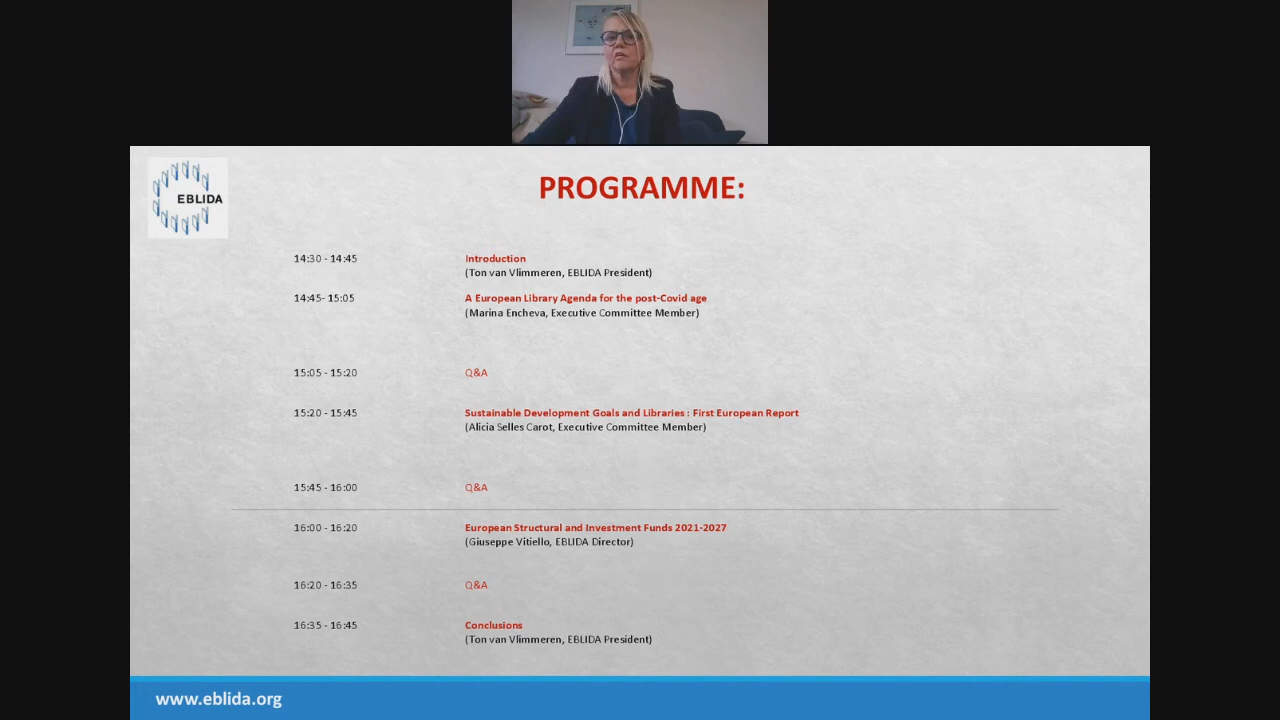 EBLIDA
PROGRAMME:
14:30 - 14:45 Introduction
(Ton van Vlimmeren, EBLIDA President)
14:45- 15:05 A European Library Agenda for the post-Covid age
(Marina Encheva, Executive Committee Member)
15:05 - 15:20 Q&A
15:20 - 15:45 Sustainable Development Goals and Libraries : First European Report
(Alicia Selles Carot, Executive Committee Member)
15:45 - 16:00 Q&A
16:00 - 16:20 European Structural and Investment Funds 2021-2027
(Giuseppe Vitiello, EBLIDA Director)
16:20 - 16:35 Q&A
16:35 - 16:45 Conclusions
(Ton van Vlimmeren, EBLIDA President)
www.eblida.org